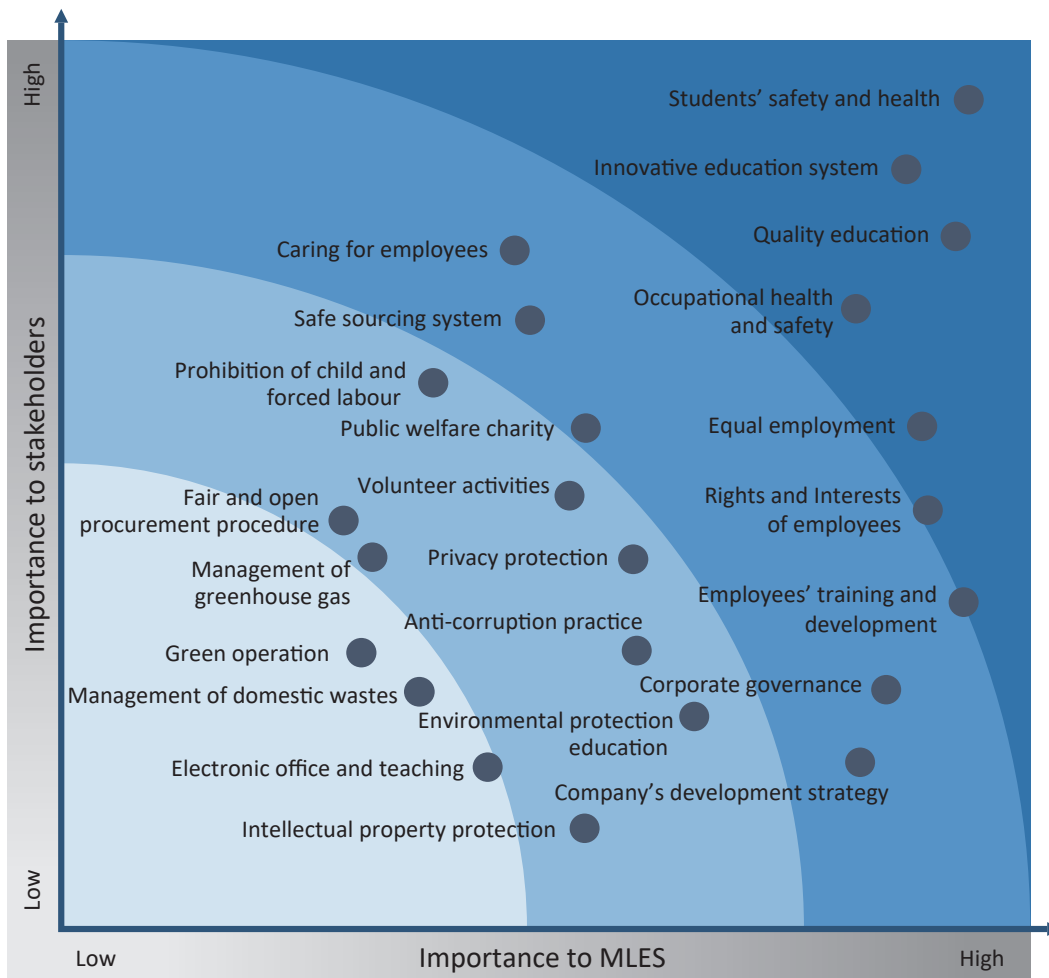 High
Importance to stakeholders
Low
Students’ safety and health
Innovative education system
Quality education
Caring for employees
Occupational health
and safety
Safe sourcing system
Prohibition of child and
forced labour
Public welfare charity
Equal employment
Volunteer activities
Fair and open
procurement procedure
Rights and Interests
of employees
Privacy protection
Management of
greenhouse gas
Employees’ training and
development
Anti-corruption practice
Green operation
Corporate governance
Management of domestic wastes
Environmental protection
education
Electronic office and teaching
Company’s development strategy
Intellectual property protection
Low
Importance to MLES
High